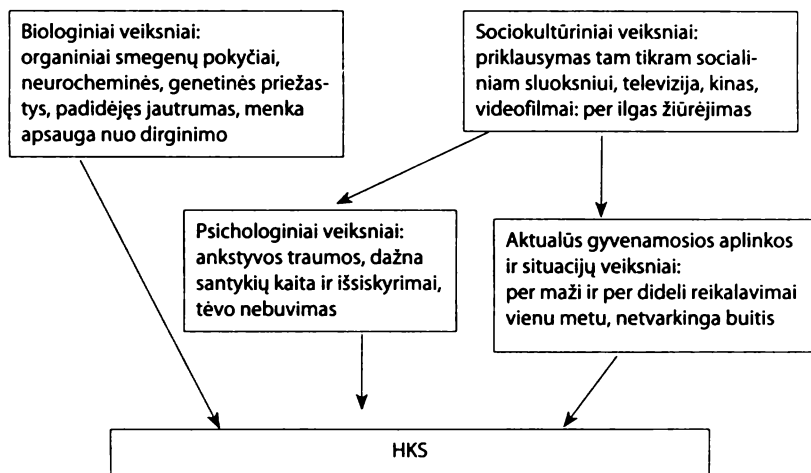 Biologiniai veiksniai:
organiniai smegenų pokyčiai,
neurocheminės, genetinės priežas-
tys, padidėjęs jautrumas, menka
apsauga nuo dirginimo
Sociokultūriniai veiksniai:
priklausymas tam tikram sociali-
niam sluoksniui, televizija, kinas,
videofilmai: per ilgas žiūrėjimas
Psichologiniai veiksniai:
ankstyvos traumos, dažna
santykių kaita ir išsiskyrimai,
tėvo nebuvimas
Aktualūs gyvenamosios aplinkos
ir situacijų veiksniai:
per maži ir per dideli reikalavimai
vienu metu, netvarkinga buitis
HKS